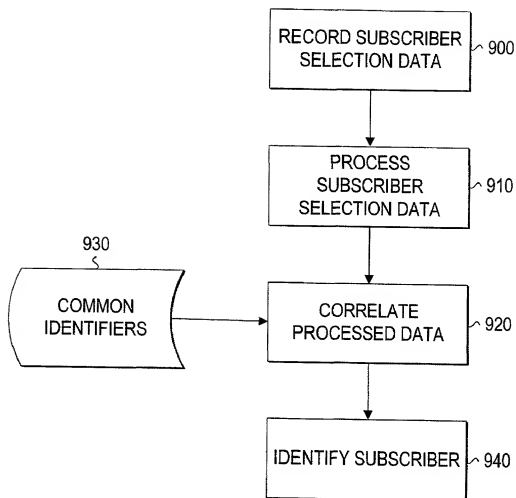 RECORD SUBSCRIBER
SELECTION DATA
900
PROCESS
SUBSCRIBER
SELECTION DATA
910
930
COMMON
IDENTIFIERS
CORRELATE
PROCESSED DATA
920
IDENTIFY SUBSCRIBER
940